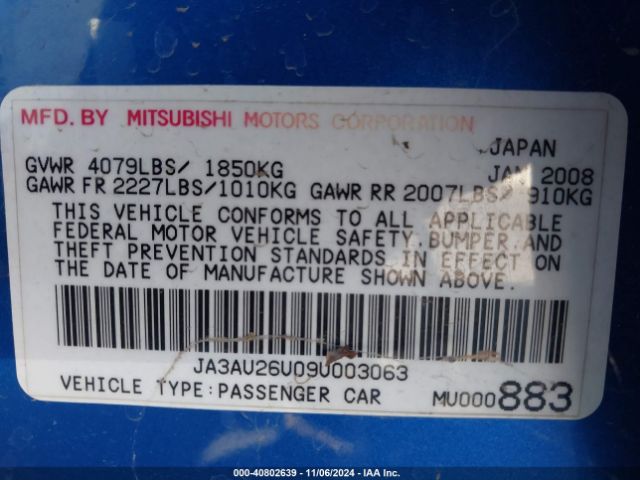 MFD. BY MITSUBISHI MOTORS CORPORATION
JAPAN
GVWR 4079LBS/ 1850KG JAN 2008
GAWR FR 2227LBS/1010KG GAWR RR 2007LBS/ 910KG
THIS VEHICLE CONFORMS TO ALL APPLICABLE
FEDERAL MOTOR VEHICLE SAFETY,BUMPER,AND
THEFT PREVENTION STANDARDS IN EFFECT ON
THE DATE OF MANUFACTURE SHOWN ABOVE.
JA3AU26U09U003063
VEHICLE TYPE:PASSENGER CAR MU000883
000-40802639 - 11/06/2024 - IAA Inc.